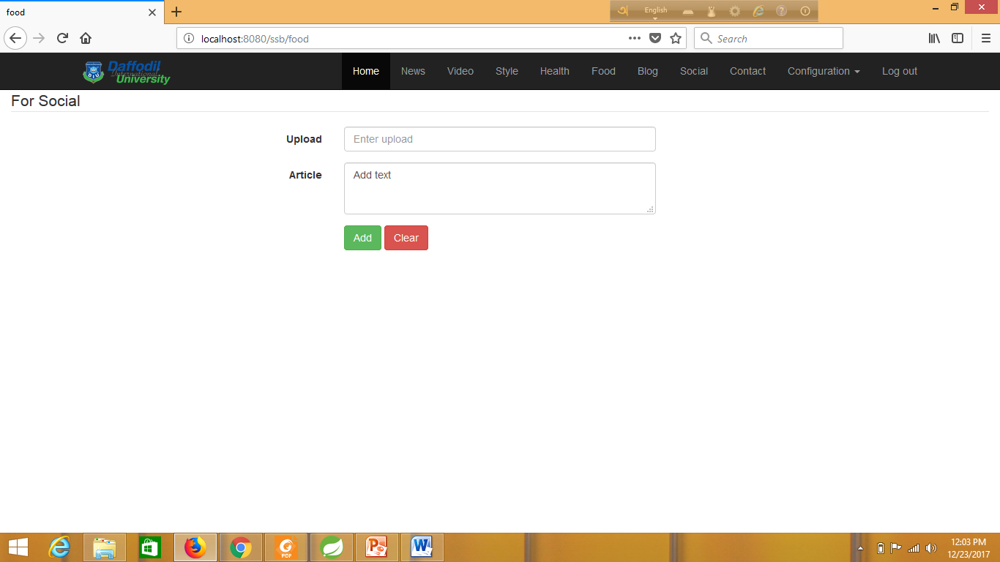 food
অ English
localhost:8080/ssb/food
Search
Daffodil
International
University
DIU
Home News Video Style Health Food Blog Social Contact Configuration Log out
For Social
Upload Enter upload
Article Add text
Add Clear
PDF
12:03 PM
12/23/2017